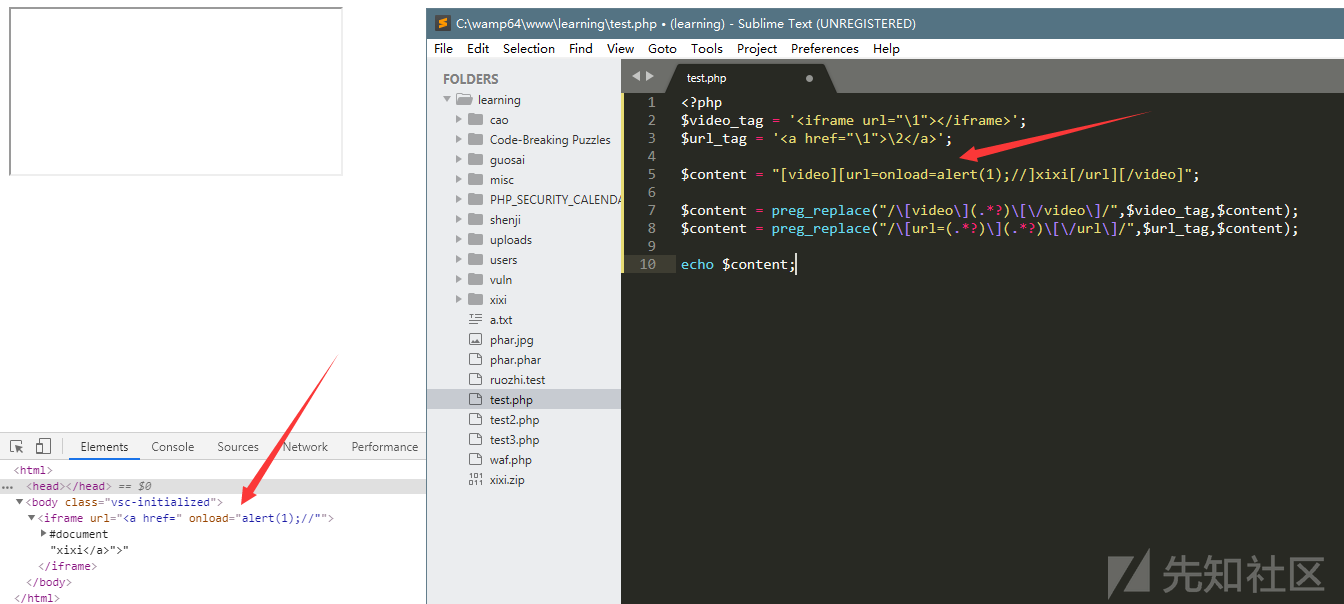 C:\wamp64\www\learning\test.php • (learning) - Sublime Text (UNREGISTERED)
File Edit Selection Find View Goto Tools Project Preferences Help
FOLDERS
learning
cao
Code-Breaking Puzzles
guosai
misc
PHP_SECURITY_CALENDA
shenji
uploads
users
vuln
xixi
a.txt
phar.jpg
phar.phar
ruozhi.test
test.php
test2.php
test3.php
waf.php
xixi.zip
test.php
1 <?php
2 $video_tag = '<iframe url="\1"></iframe>';
3 $url_tag = '<a href="\1">\2</a>';
4
5 $content = "[video][url=onload=alert(1);//]xixi[/url][/video]";
6
7 $content = preg_replace("/\[video\](.*?)\[\/video\]/",$video_tag,$content);
8 $content = preg_replace("/\[url=(.*?)\](.*?)\[\/url\]/",$url_tag,$content);
9
10 echo $content;
Elements Console Sources Network Performance
<html>
... <head></head> == $0
<body class="vsc-initialized">
<iframe url="<a href=" onload="alert(1);//"">
#document
"xixi</a>">"
</iframe>
</body>
</html>
先知社区